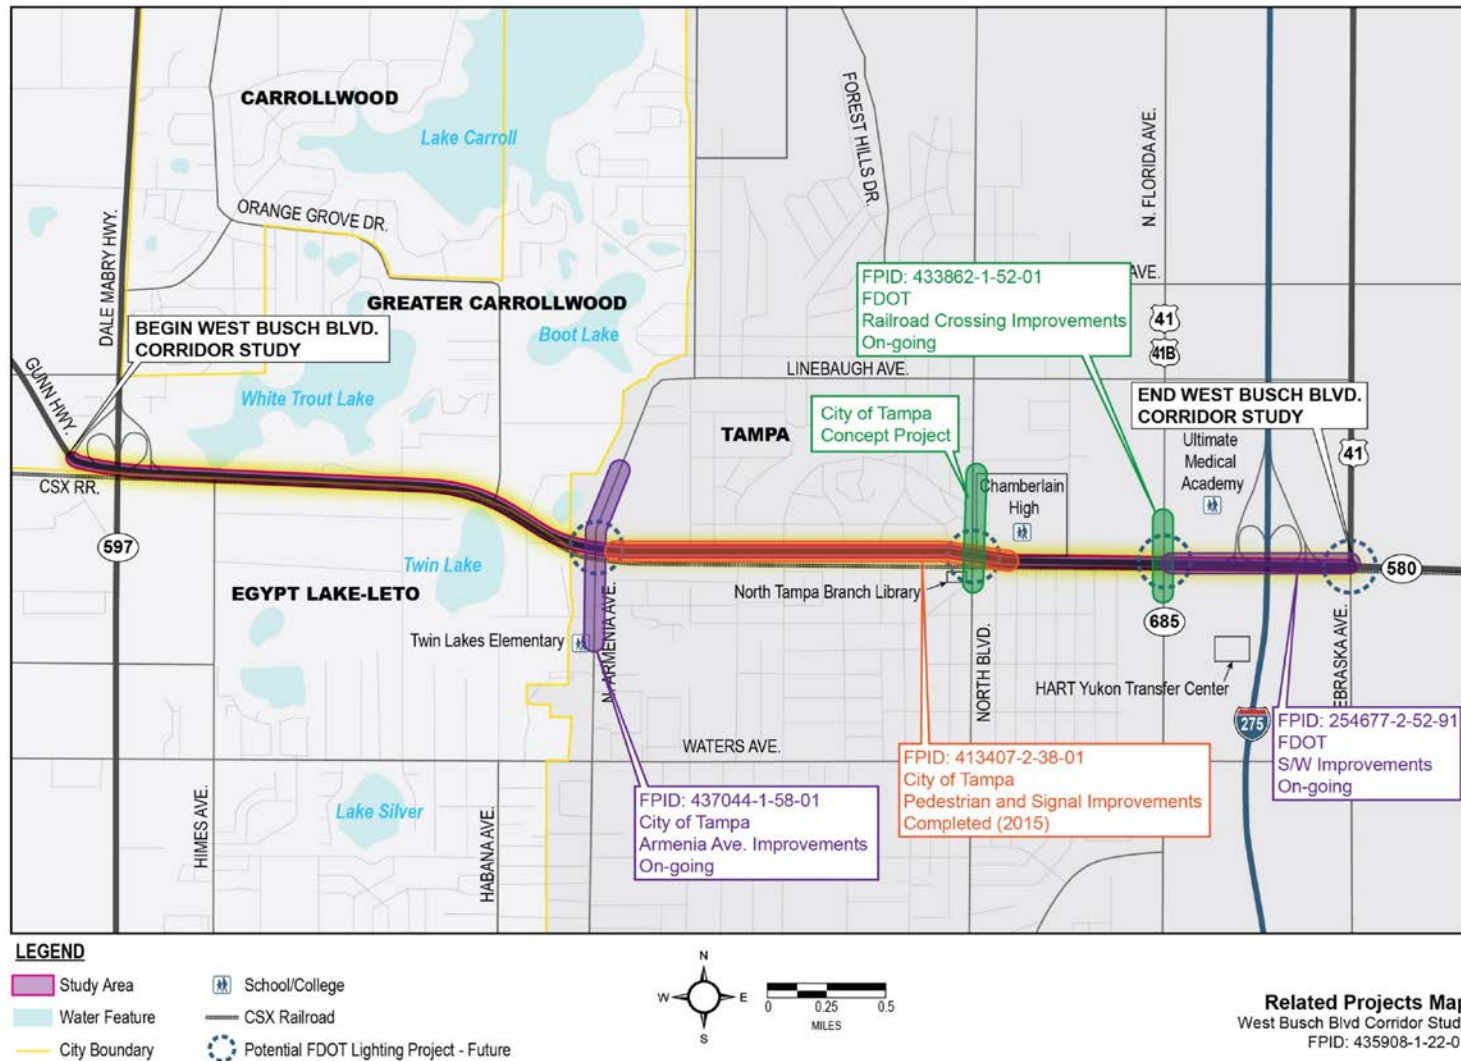 CARROLLWOOD
Lake Carroll
ORANGE GROVE DR.
DALE MABRY HWY.
FOREST HILLS DR.
N. FLORIDA AVE.
GREATER CARROLLWOOD
Boot Lake
BEGIN WEST BUSCH BLVD.
CORRIDOR STUDY
GUNN HWY.
White Trout Lake
FPID: 433862-1-52-01
FDOT
Railroad Crossing Improvements
On-going
AVE.
41
41B
LINEBAUGH AVE.
END WEST BUSCH BLVD.
CORRIDOR STUDY
41
City of Tampa
Concept Project
TAMPA
Ultimate
Medical
Academy
Chamberlain
High
CSX RR.
597
Twin Lake
EGYPT LAKE-LETO
North Tampa Branch Library
580
685
Twin Lakes Elementary
N. ARMENIA AVE.
NORTH BLVD.
HART Yukon Transfer Center
EBRASKA AVE.
275
WATERS AVE.
FPID: 254677-2-52-91
FDOT
S/W Improvements
On-going
FPID: 413407-2-38-01
City of Tampa
Pedestrian and Signal Improvements
Completed (2015)
FPID: 437044-1-58-01
City of Tampa
Armenia Ave. Improvements
On-going
Lake Silver
HIMES AVE.
HABANA AVE.
LEGEND
Study Area
Water Feature
City Boundary
School/College
CSX Railroad
Potential FDOT Lighting Project - Future
N
W
E
S
0 0.25 0.5
MILES
Related Projects Map
West Busch Blvd Corridor Stud
FPID: 435908-1-22-0